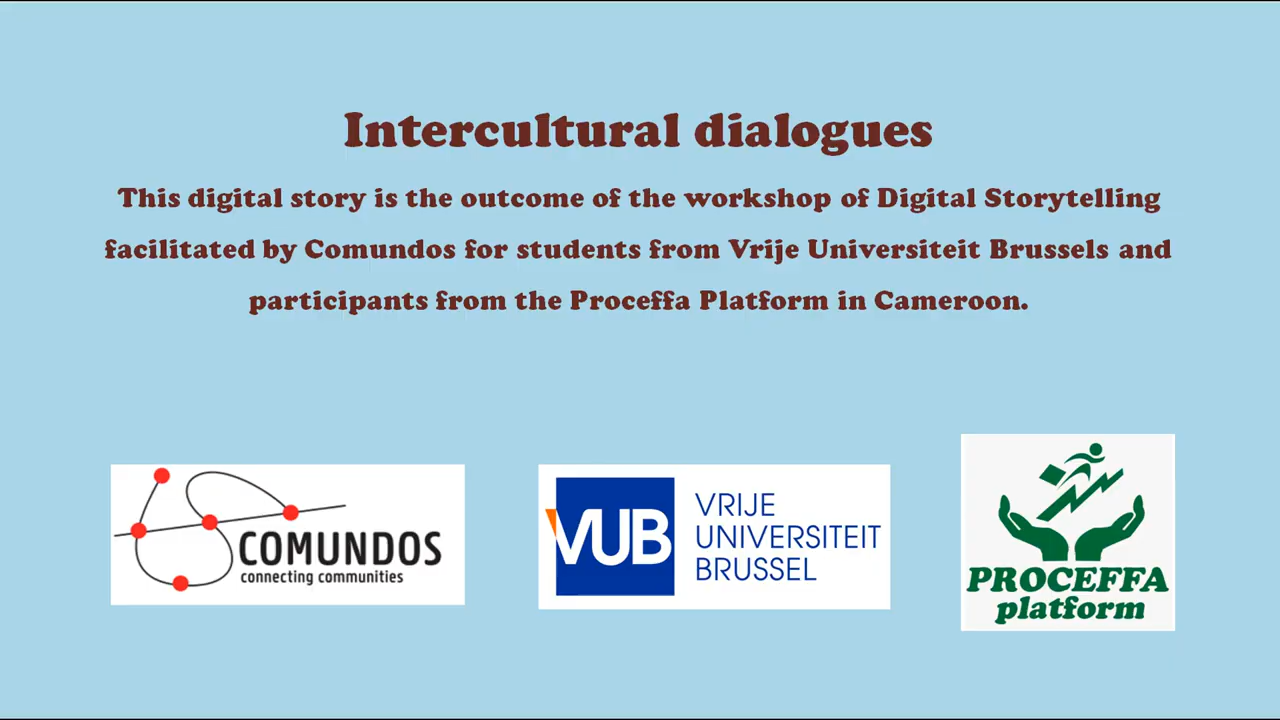 Intercultural dialogues
This digital story is the outcome of the workshop of Digital Storytelling
facilitated by Comundos for students from Vrije Universiteit Brussels and
participants from the Proceffa Platform in Cameroon.
COMUNDOS
connecting communities
VUB
VRIJE
UNIVERSITEIT
BRUSSEL
PROCEFFA
platform